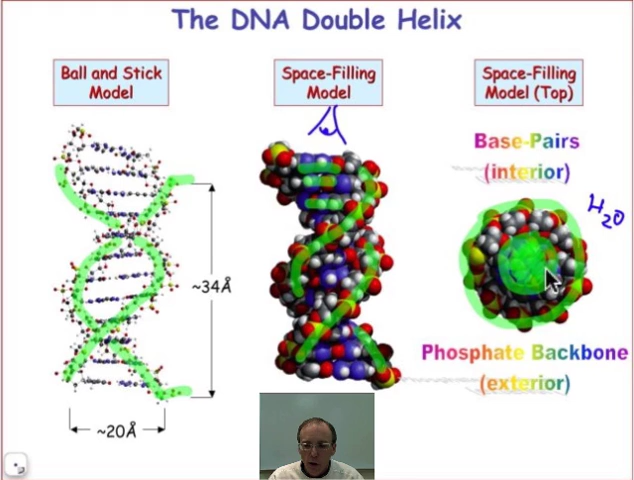 The DNA Double Helix
Ball and Stick
Model
Space-Filling
Model
Space-Filling
Model (Top)
Base-Pairs
(interior)
H2O
~34Å
Phosphate Backbone
(exterior)
~20Å